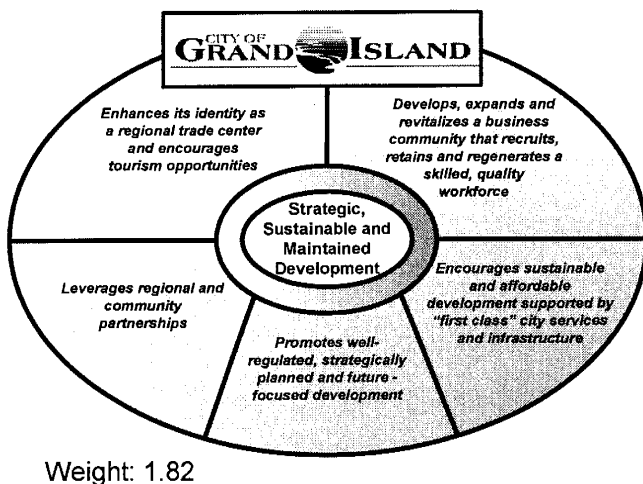 CITY OF
GRAND ISLAND
Enhances its identity as
a regional trade center
and encourages
tourism opportunities
Develops, expands and
revitalizes a business
community that recruits,
retains and regenerates a
skilled, quality
workforce
Strategic,
Sustainable and
Maintained
Development
Leverages regional and
community
partnerships
Promotes well-
regulated, strategically
planned and future -
focused development
Encourages sustainable
and affordable
development supported by
"first class" city services
and infrastructure
Weight: 1.82